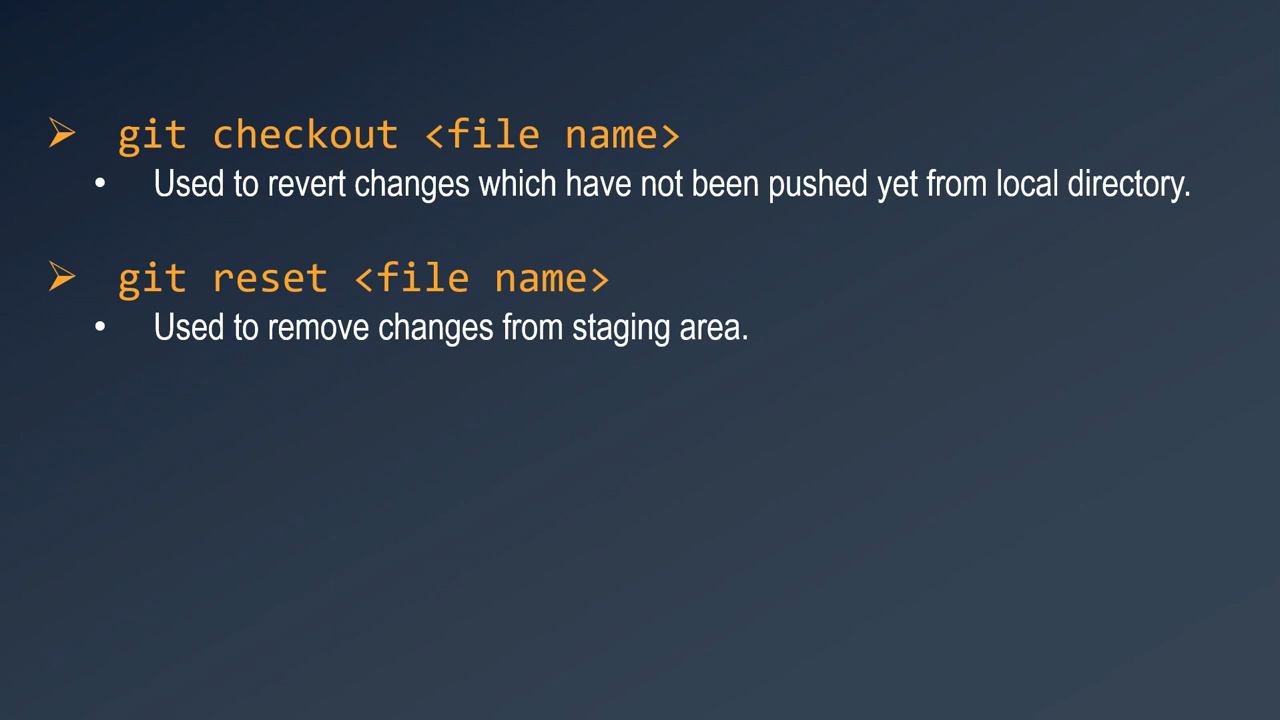 ➢ git checkout <file name>
• Used to revert changes which have not been pushed yet from local directory.
➢ git reset <file name>
• Used to remove changes from staging area.